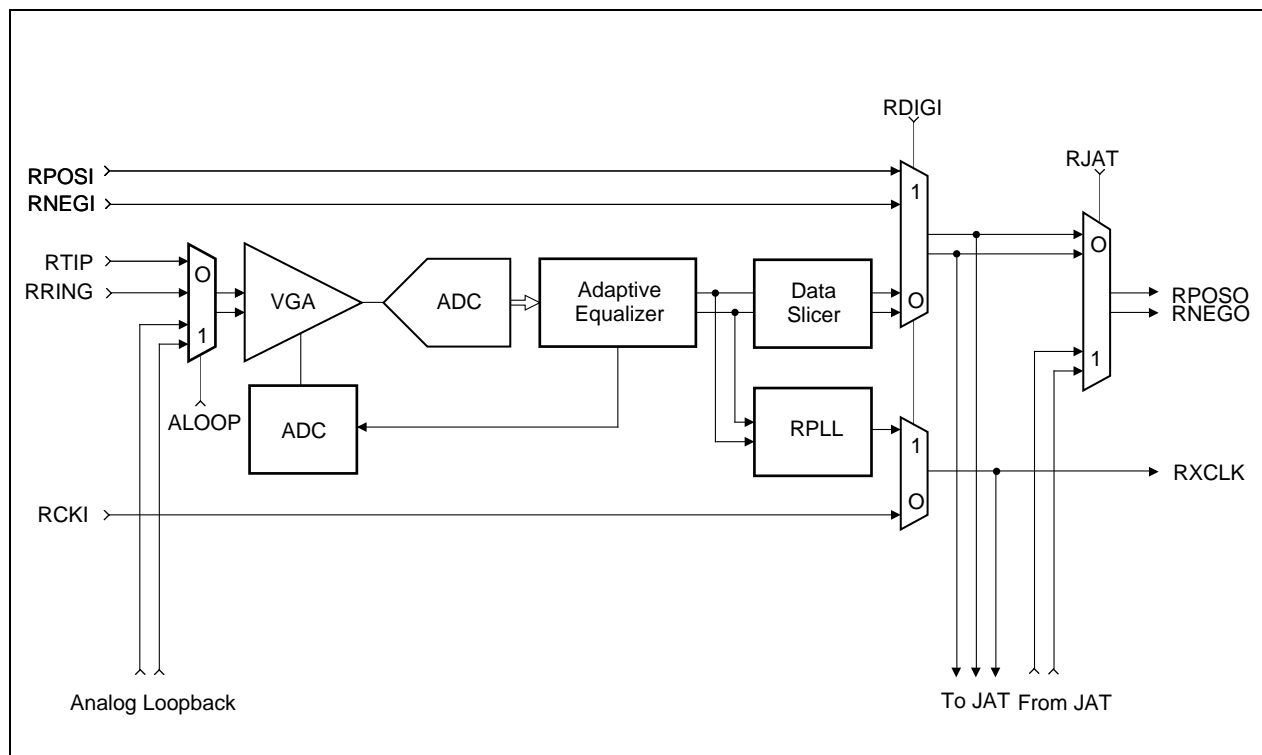 RDIGI
RJAT
RPOSI
RNEGI
1
RTIP
RRING
O
1
VGA
ADC
Adaptive
Equalizer
Data
Slicer
O
O
1
RPOSO
RNEGO
ALOOP
ADC
RPLL
1
O
RXCLK
RCKI
Analog Loopback
To JAT
From JAT